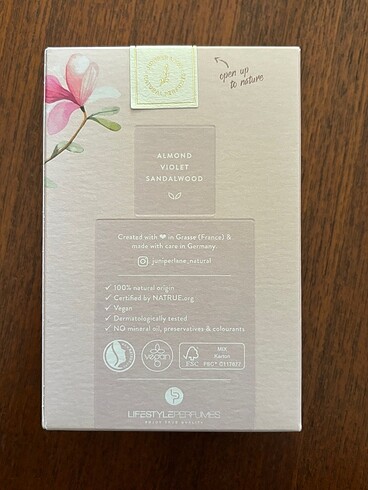 open up
to nature
ALMOND
VIOLET
SANDALWOOD
Created with ❤ in Grasse (France) &
made with care in Germany.
juniperlane_natural
✓ 100% natural origin
✓ Certified by NATRUE.org
✓ Vegan
✓ Dermatologically tested
✓ NO mineral oil, preservatives & colourants
vegan
FSC
MIX
Karton
LIFESTYLEPERFUMES